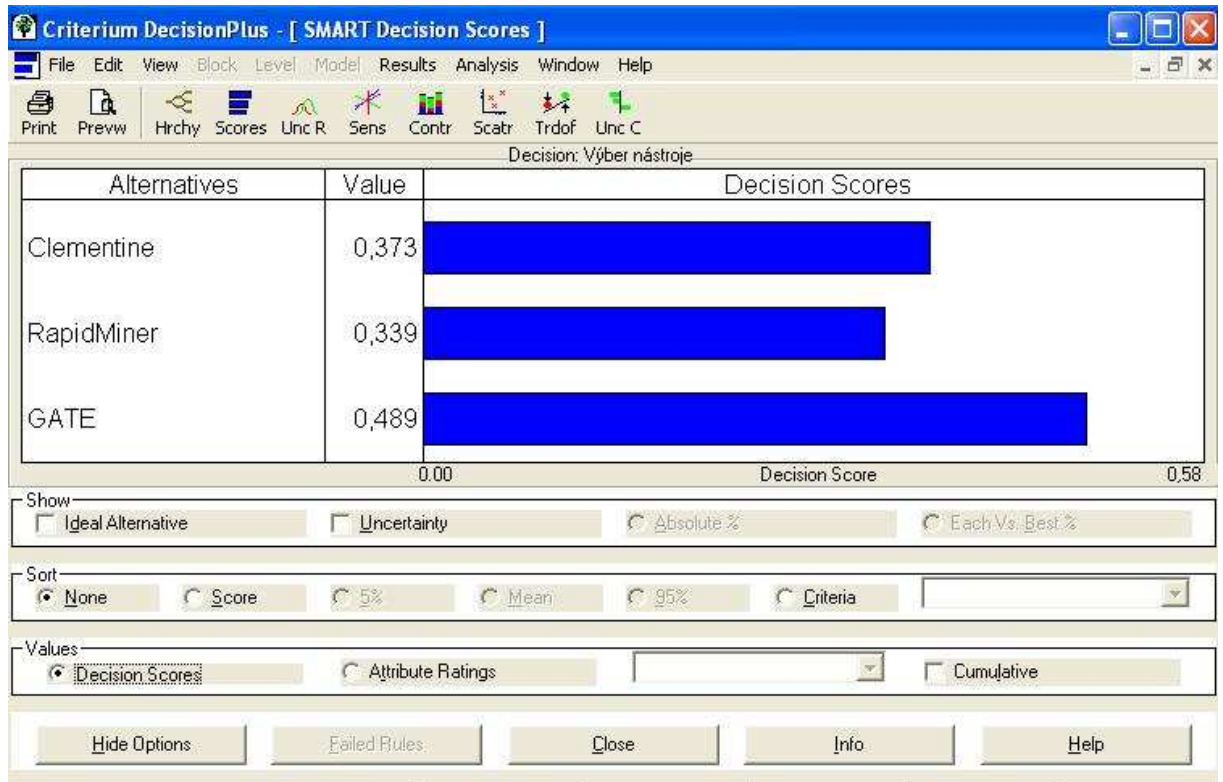 Criterium DecisionPlus - [ SMART Decision Scores ]
File Edit View Block Level Model Results Analysis Window Help
Print Prevw Hrchy Scores Unc R Sens Contr Scatr Trdof Unc C
Decision: Výber nástroje
Alternatives Value Decision Scores
Clementine 0,373
RapidMiner 0,339
GATE 0,489
0.00 Decision Score 0,58
Show
Ideal Alternative Uncertainty Absolute % Each Vs. Best %
Sort
None Score 5% Mean 95% Criteria
Values
Decision Scores Attribute Ratings Cumulative
Hide Options Failed Rules Close Info Help